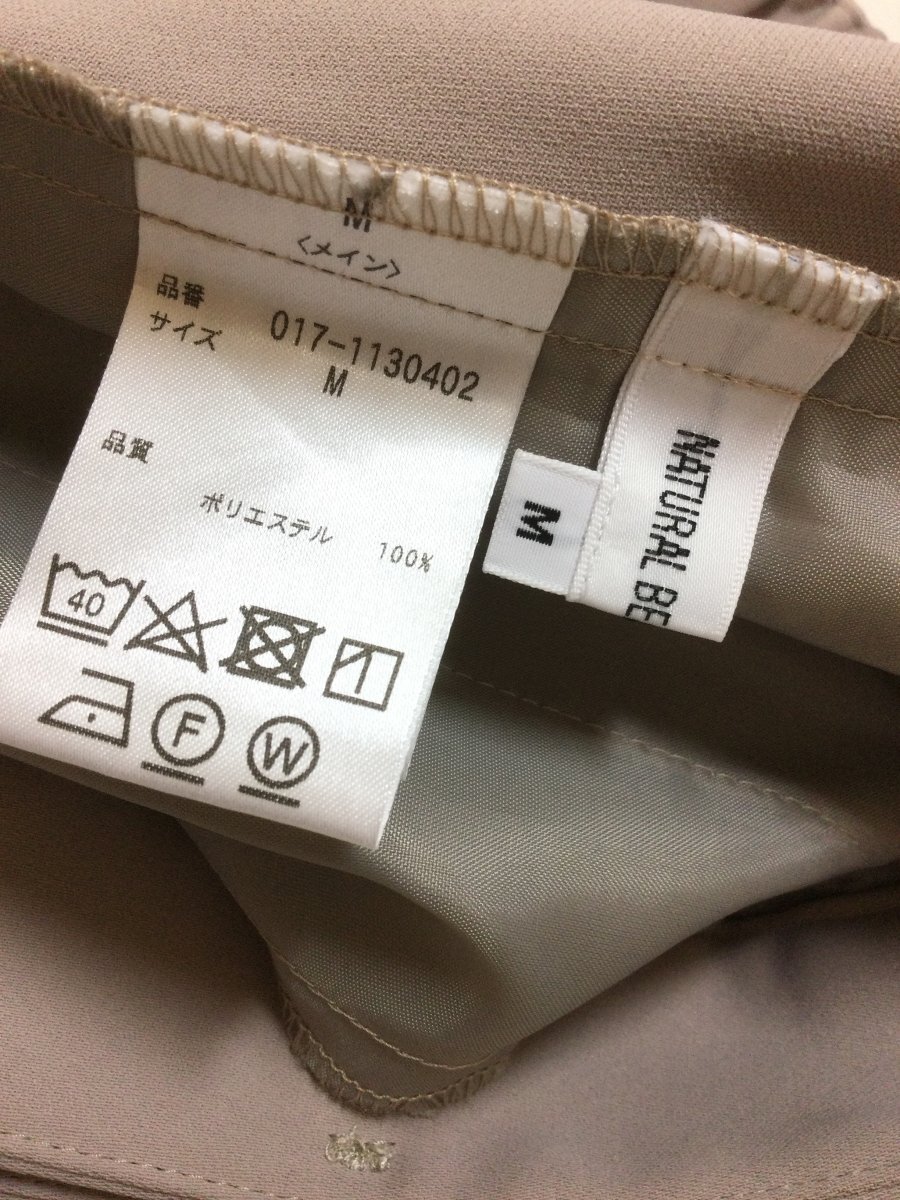 M
〈メイン〉
品番 017-1130402
サイズ M
品質
ポリエステル 100%
40
F
W
M
NATURAL BE